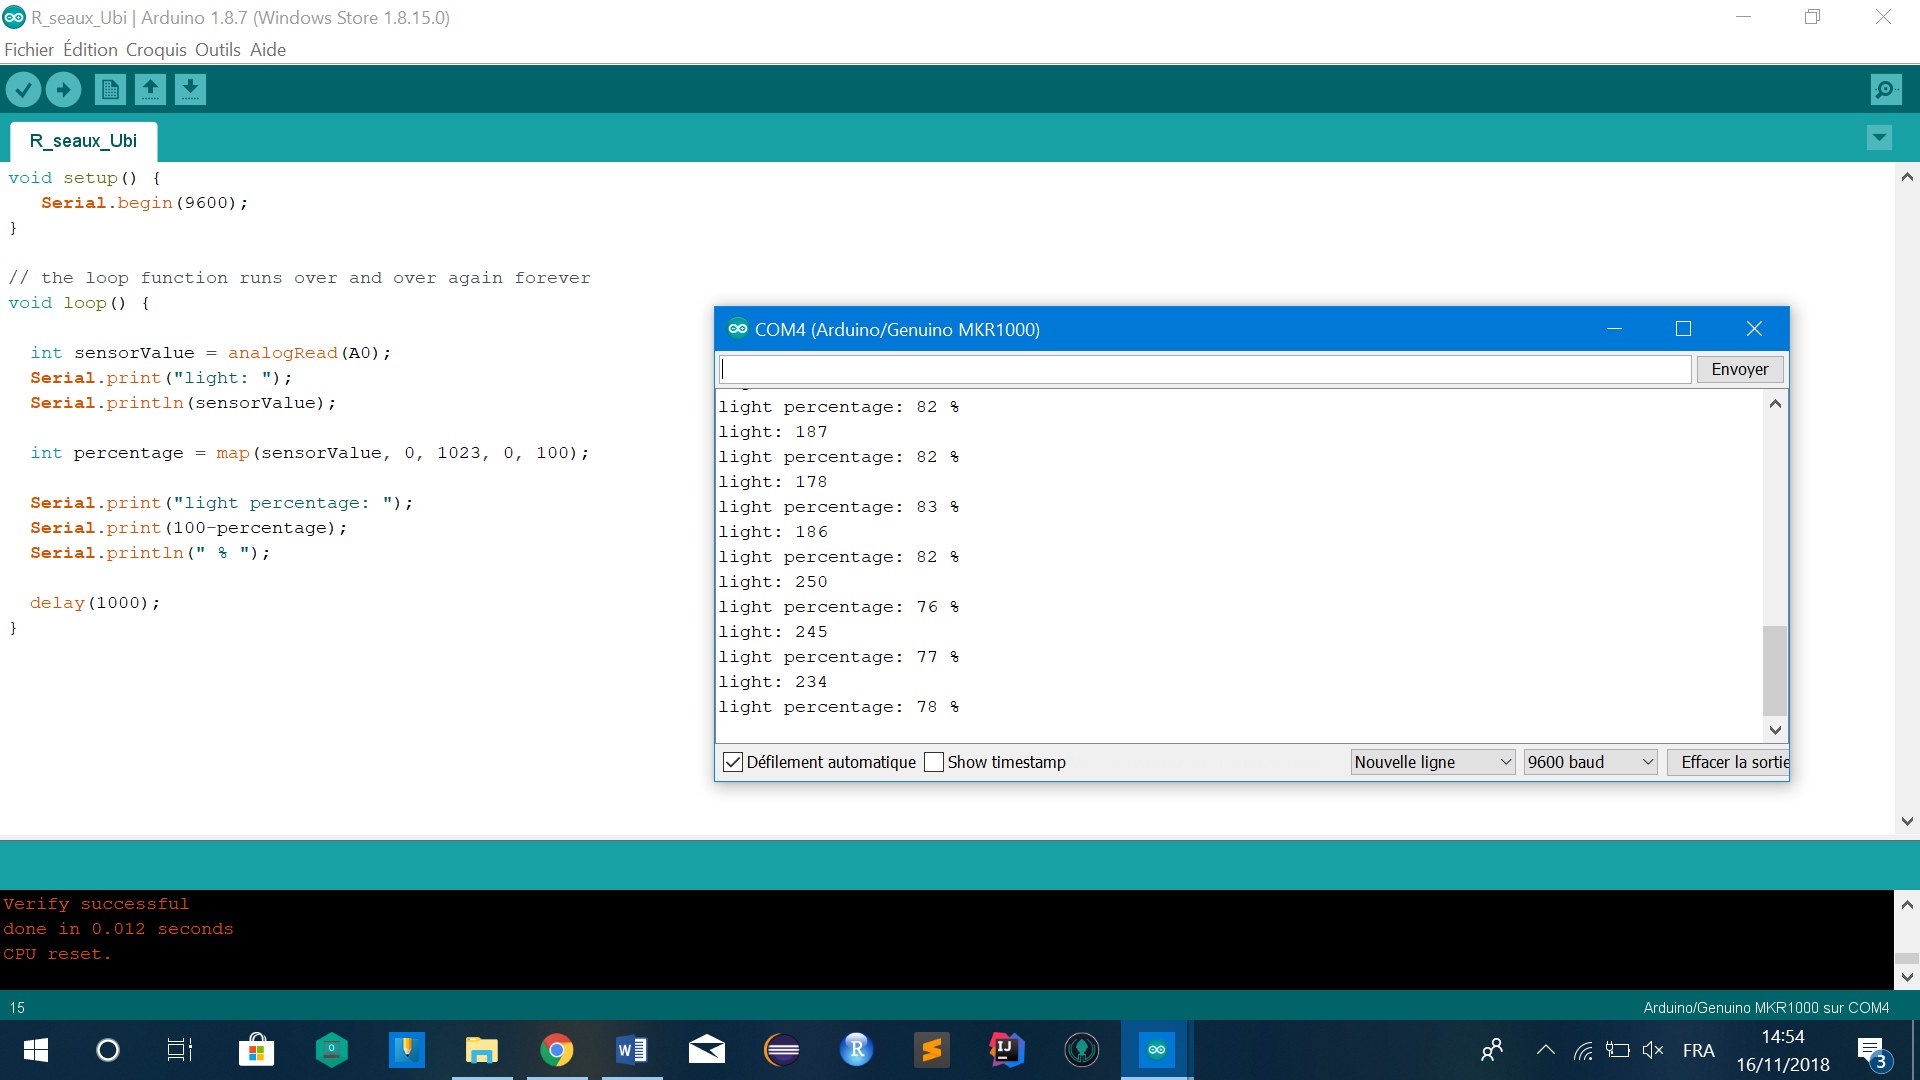 R_seaux_Ubi | Arduino 1.8.7 (Windows Store 1.8.15.0)
Fichier Édition Croquis Outils Aide
R_seaux_Ubi
void setup() {
   Serial.begin(9600);
}
// the loop function runs over and over again forever
void loop() {
  int sensorValue = analogRead(A0);
  Serial.print("light: ");
  Serial.println(sensorValue);
  int percentage = map(sensorValue, 0, 1023, 0, 100);
  Serial.print("light percentage: ");
  Serial.print(100-percentage);
  Serial.println(" % ");
  delay(1000);
}
COM4 (Arduino/Genuino MKR1000)
Envoyer
light percentage: 82 %
light: 187
light percentage: 82 %
light: 178
light percentage: 83 %
light: 186
light percentage: 82 %
light: 250
light percentage: 76 %
light: 245
light percentage: 77 %
light: 234
light percentage: 78 %
Défilement automatique Show timestamp Nouvelle ligne 9600 baud Effacer la sortie
Verify successful
done in 0.012 seconds
CPU reset.
15 Arduino/Genuino MKR1000 sur COM4
FRA
14:54
16/11/2018
3